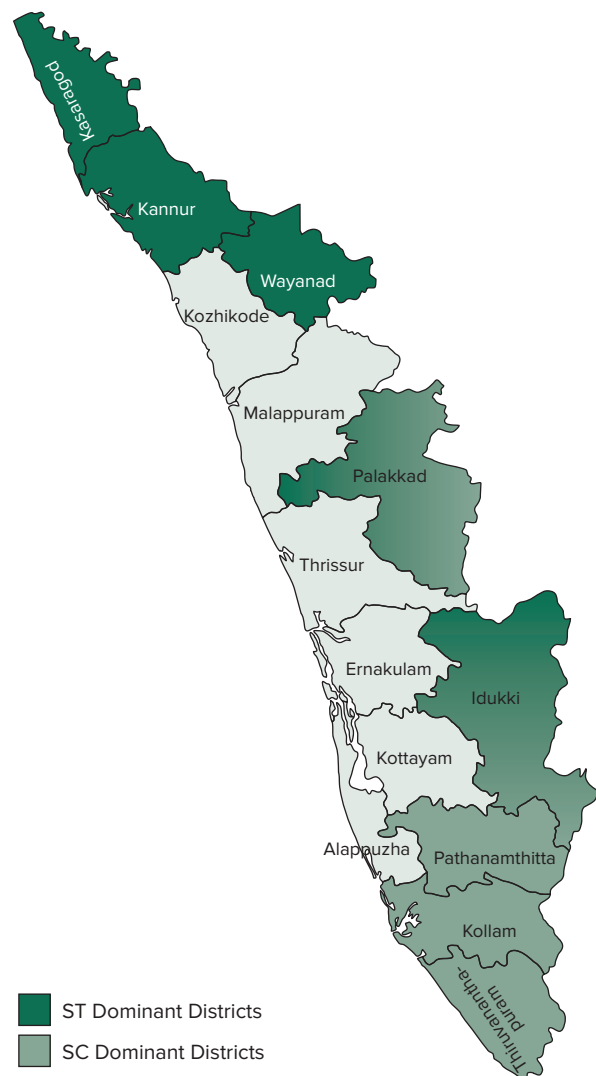 Kasaragod
Kannur
Wayanad
Kozhikode
Malappuram
Palakkad
Thrissur
Ernakulam
Idukki
Kottayam
Alappuzha
Pathanamthitta
Kollam
Thiruvanantha-
puram
ST Dominant Districts
SC Dominant Districts